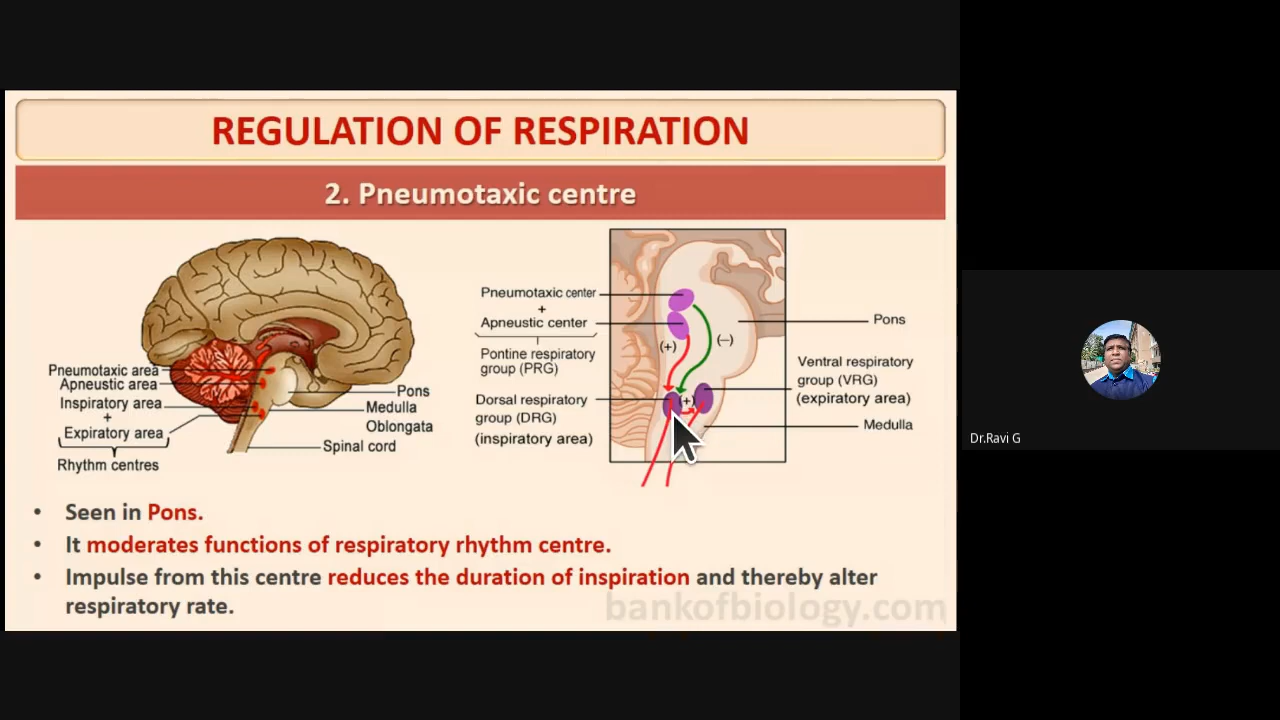 REGULATION OF RESPIRATION
2. Pneumotaxic centre
Pneumotaxic area
Apneustic area
Inspiratory area
+
Expiratory area
Rhythm centres
Pons
Medulla
Oblongata
Spinal cord
Pneumotaxic center
+
Apneustic center
Pontine respiratory
group (PRG)
Dorsal respiratory
group (DRG)
(inspiratory area)
(+)
(–)
(+)
Pons
Ventral respiratory
group (VRG)
(expiratory area)
Medulla
• Seen in Pons.
• It moderates functions of respiratory rhythm centre.
• Impulse from this centre reduces the duration of inspiration and thereby alter
respiratory rate.
bankofbiology.com
Dr.Ravi G